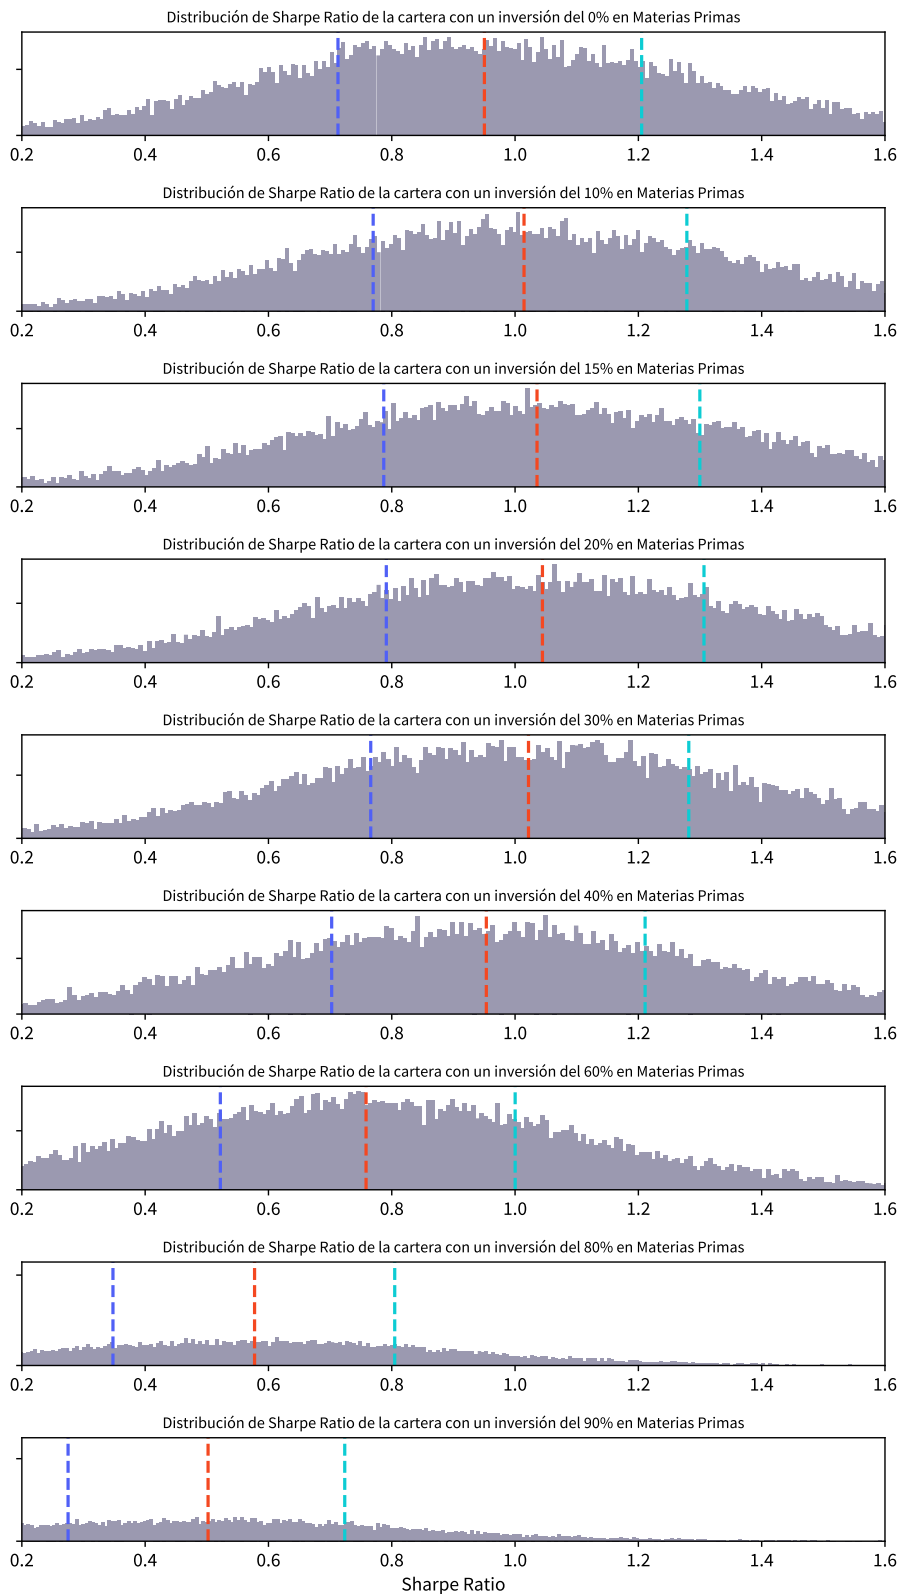 Distribución de Sharpe Ratio de la cartera con un inversión del 0% en Materias Primas
0.2 0.4 0.6 0.8 1.0 1.2 1.4 1.6
Distribución de Sharpe Ratio de la cartera con un inversión del 10% en Materias Primas
0.2 0.4 0.6 0.8 1.0 1.2 1.4 1.6
Distribución de Sharpe Ratio de la cartera con un inversión del 15% en Materias Primas
0.2 0.4 0.6 0.8 1.0 1.2 1.4 1.6
Distribución de Sharpe Ratio de la cartera con un inversión del 20% en Materias Primas
0.2 0.4 0.6 0.8 1.0 1.2 1.4 1.6
Distribución de Sharpe Ratio de la cartera con un inversión del 30% en Materias Primas
0.2 0.4 0.6 0.8 1.0 1.2 1.4 1.6
Distribución de Sharpe Ratio de la cartera con un inversión del 40% en Materias Primas
0.2 0.4 0.6 0.8 1.0 1.2 1.4 1.6
Distribución de Sharpe Ratio de la cartera con un inversión del 60% en Materias Primas
0.2 0.4 0.6 0.8 1.0 1.2 1.4 1.6
Distribución de Sharpe Ratio de la cartera con un inversión del 80% en Materias Primas
0.2 0.4 0.6 0.8 1.0 1.2 1.4 1.6
Distribución de Sharpe Ratio de la cartera con un inversión del 90% en Materias Primas
0.2 0.4 0.6 0.8 1.0 1.2 1.4 1.6
Sharpe Ratio